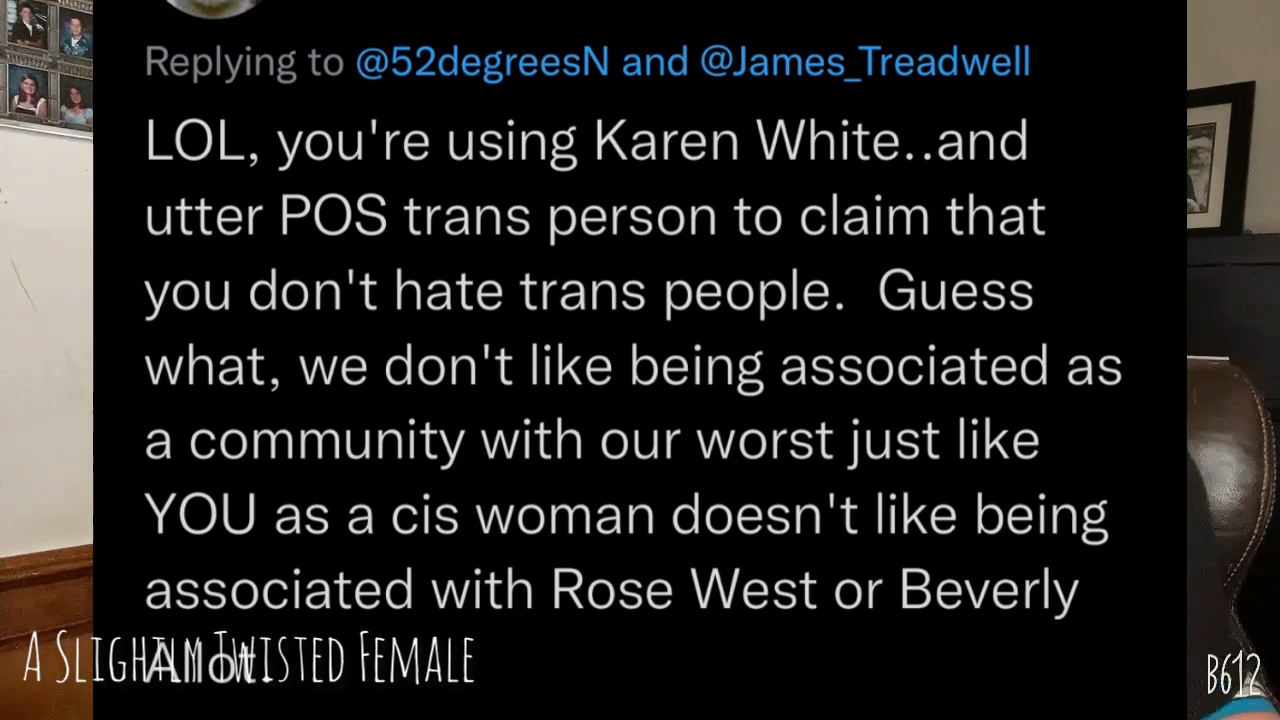 Replying to @52degreesN and @James_Treadwell
LOL, you're using Karen White..and
utter POS trans person to claim that
you don't hate trans people.  Guess
what, we don't like being associated as
a community with our worst just like
YOU as a cis woman doesn't like being
associated with Rose West or Beverly
Allot.
A Slightly Twisted Female
B612